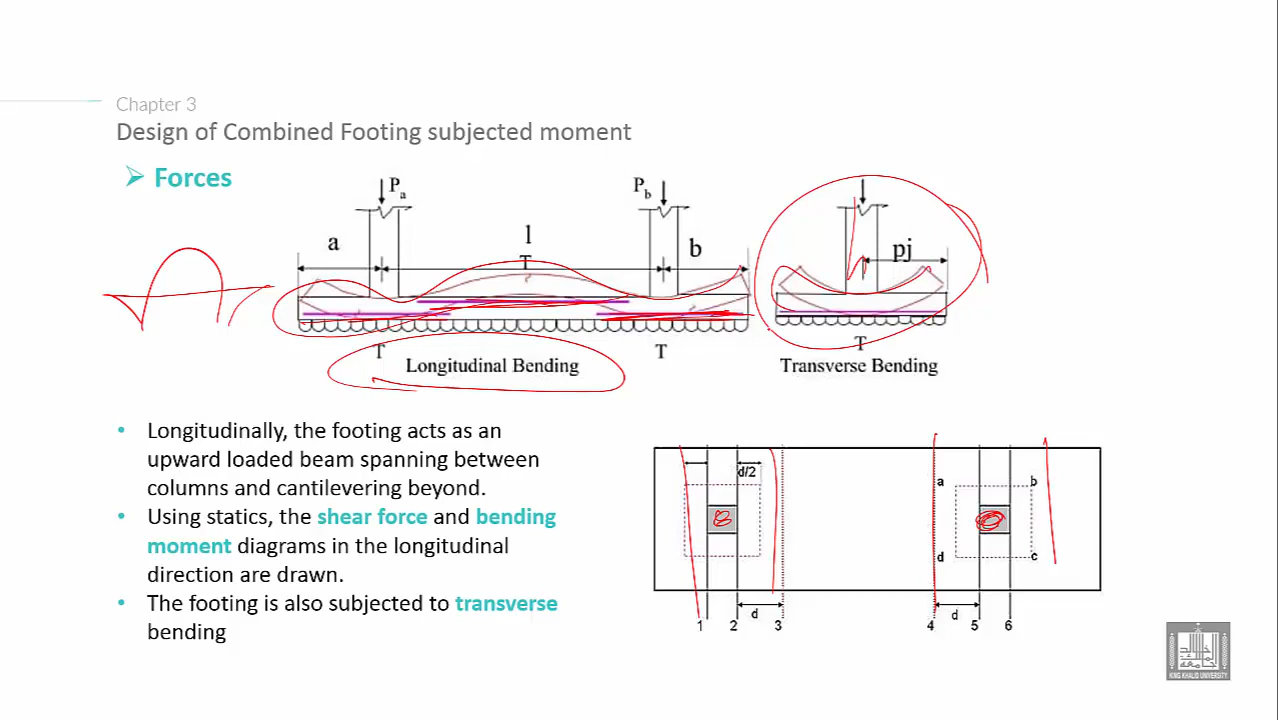 Chapter 3
Design of Combined Footing subjected moment
➢ Forces
Pa
Pb
a
l
b
pj
T
T
T
T
Longitudinal Bending
Transverse Bending
• Longitudinally, the footing acts as an
upward loaded beam spanning between
columns and cantilevering beyond.
• Using statics, the shear force and bending
moment diagrams in the longitudinal
direction are drawn.
• The footing is also subjected to transverse
bending
d/2
a
b
d
c
d
d
1 2 3 4 5 6
KING KHALID UNIVERSITY